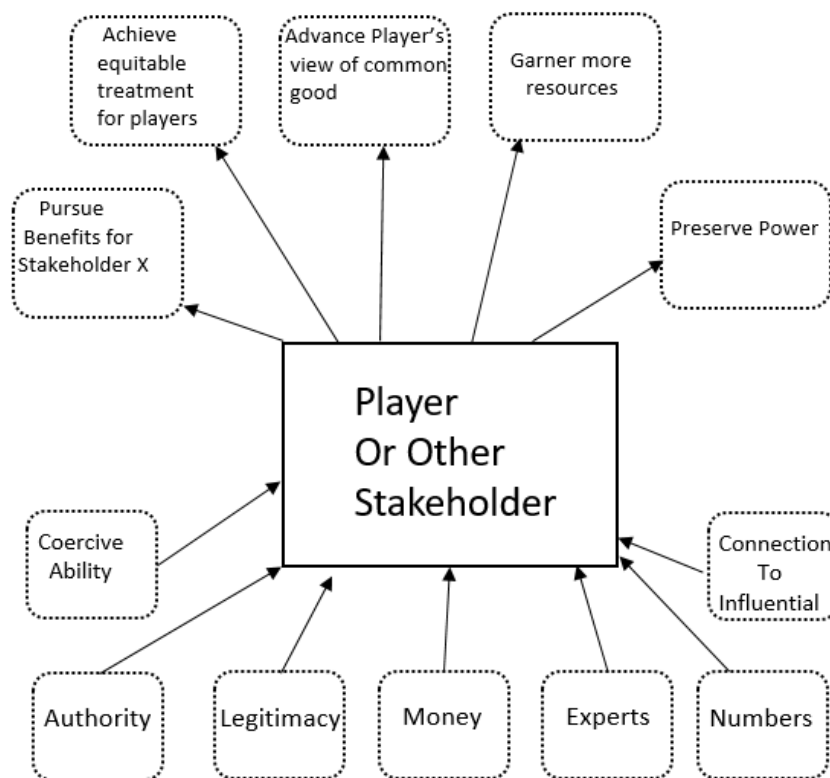 Achieve
equitable
treatment
for players
Advance Player's
view of common
good
Garner more
resources
Pursue
Benefits for
Stakeholder X
Preserve Power
Player
Or Other
Stakeholder
Coercive
Ability
Connection
To
Influential
Authority
Legitimacy
Money
Experts
Numbers